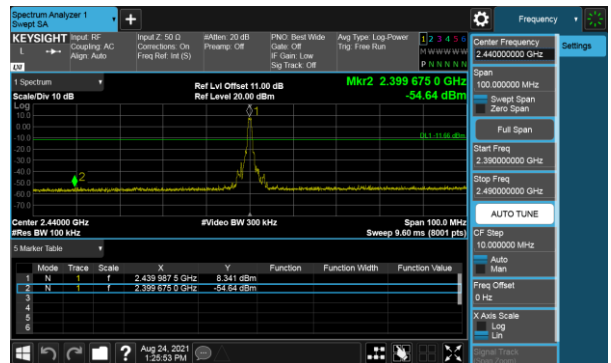 Spectrum Analyzer 1
Swept SA
Frequency
KEYSIGHT
L
LXI
Input: RF
Coupling: AC
Align: Auto
Input Z: 50 Ω
Corrections: On
Freq Ref: Int (S)
#Atten: 20 dB
Preamp: Off
PNO: Best Wide
Gate: Off
IF Gain: Low
Sig Track: Off
Avg Type: Log-Power
Trig: Free Run
1 2 3 4 5 6
M W W W W W
P N N N N N
Center Frequency
2.440000000 GHz
Settings
Span
100.000000 MHz
Swept Span
Zero Span
Full Span
Start Freq
2.390000000 GHz
Stop Freq
2.490000000 GHz
AUTO TUNE
CF Step
10.000000 MHz
Auto
Man
Freq Offset
0 Hz
X Axis Scale
Log
Lin
Signal Track
1 Spectrum
Scale/Div 10 dB
Ref Lvl Offset 11.00 dB
Ref Level 20.00 dBm
Mkr2 2.399 675 0 GHz
-54.64 dBm
Log
10.0
0.00
-10.0
-20.0
-30.0
-40.0
-50.0
-60.0
-70.0
1
2
DL1 -11.66 dBm
Center 2.44000 GHz
#Res BW 100 kHz
#Video BW 300 kHz
Span 100.0 MHz
Sweep 9.60 ms (8001 pts)
5 Marker Table
Mode Trace Scale X Y Function Function Width Function Value
1 N 1 f 2.439 987 5 GHz 8.341 dBm
2 N 1 f 2.399 675 0 GHz -54.64 dBm
3
4
5
6
Aug 24, 2021
1:25:53 PM